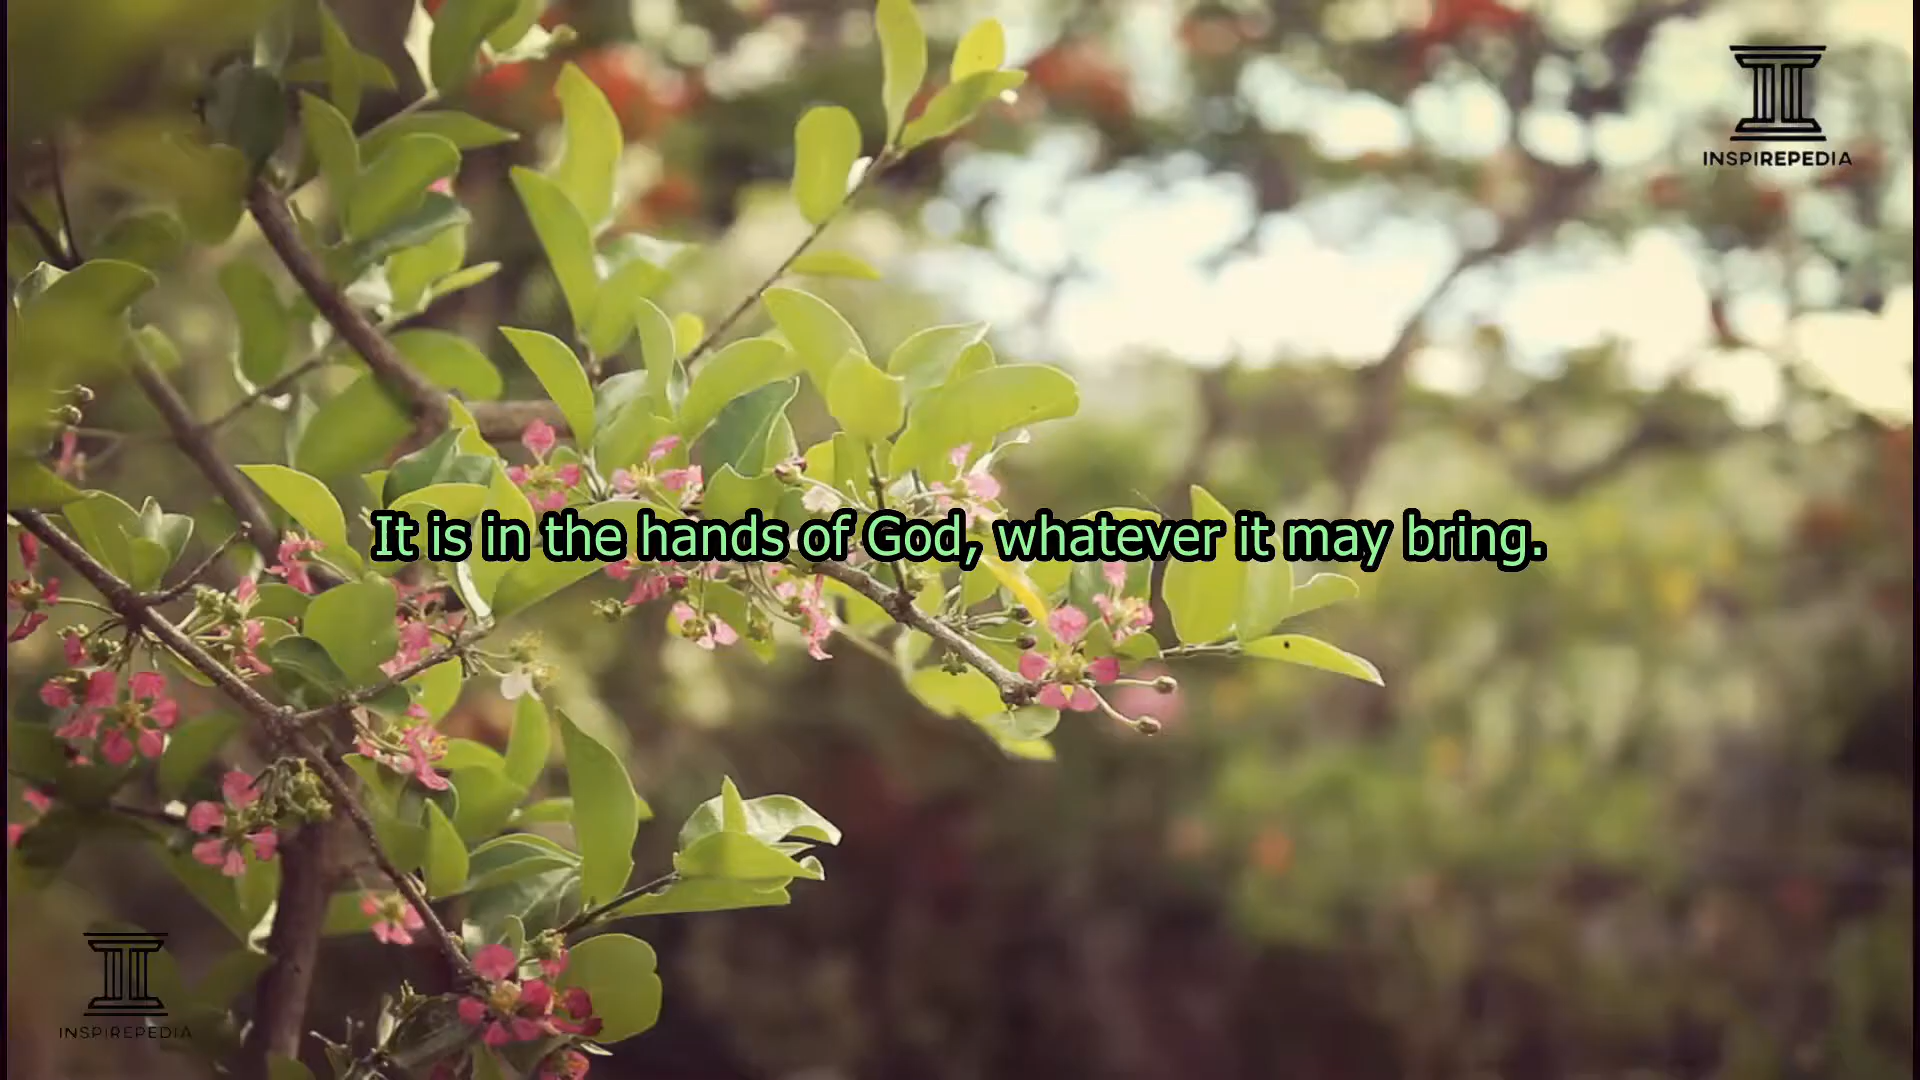 INSPIREPEDIA
It is in the hands of God, whatever it may bring.
INSPIREPEDIA